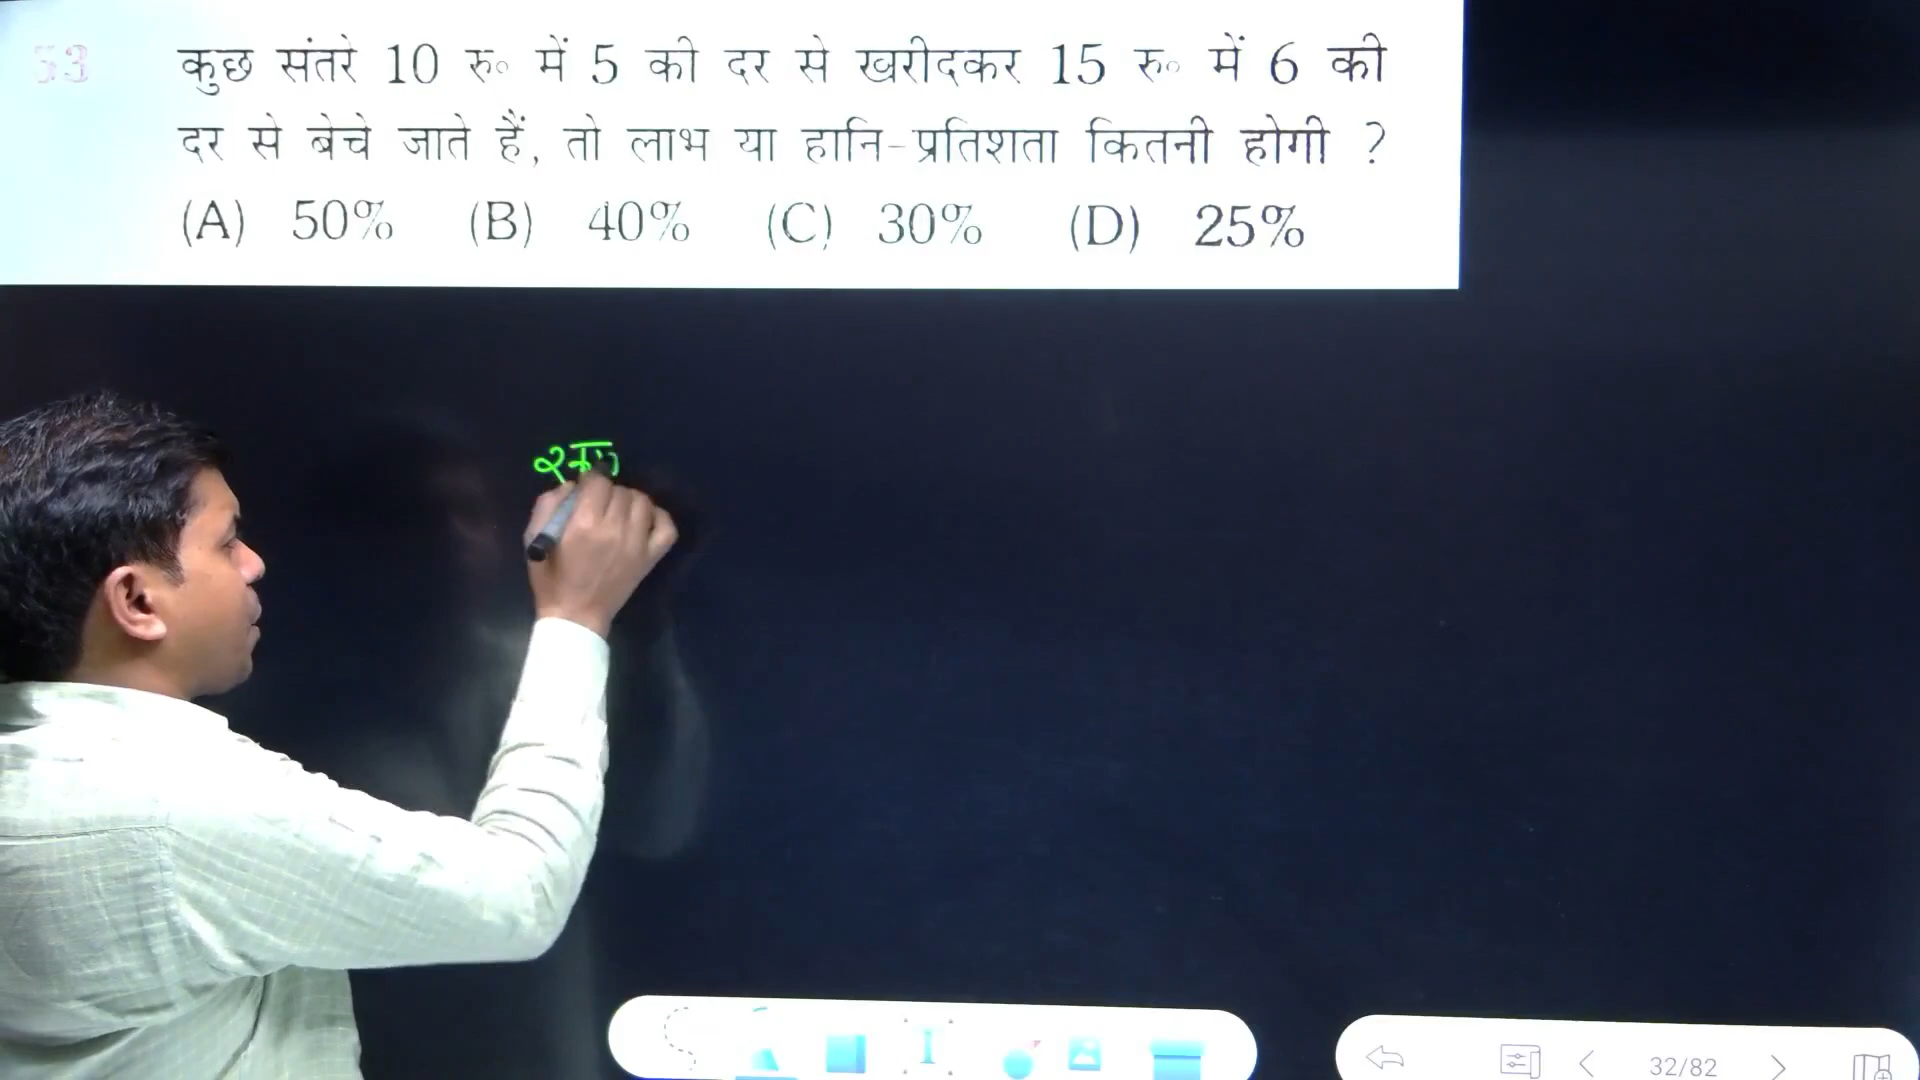 53 कुछ संतरे 10 रु० में 5 की दर से खरीदकर 15 रु० में 6 की
दर से बेचे जाते हैं, तो लाभ या हानि-प्रतिशता कितनी होगी ?
(A) 50% (B) 40% (C) 30% (D) 25%
32/82